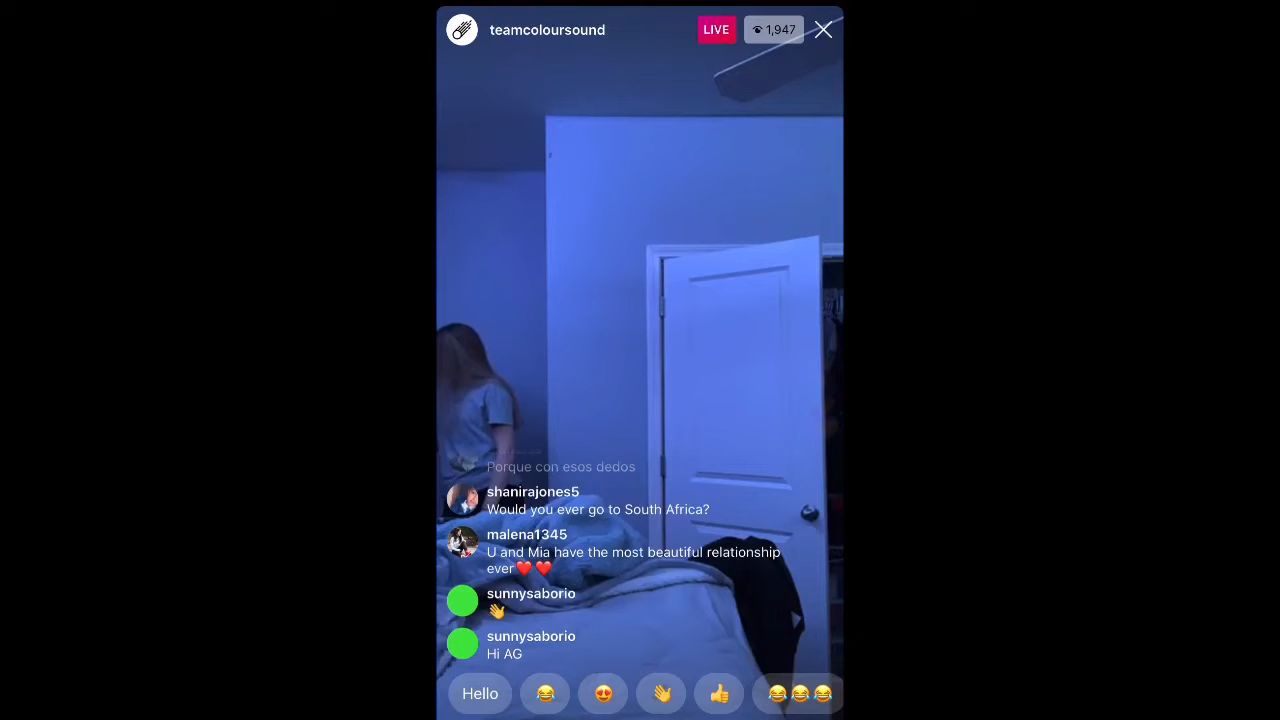 teamcoloursound
LIVE
1,947
Porque con esos dedos
shanirajones5
Would you ever go to South Africa?
malena1345
U and Mia have the most beautiful relationship
ever❤️❤️
sunnysaborio
👋
sunnysaborio
Hi AG
Hello 😂 😍 👋 👍 😂😂😂